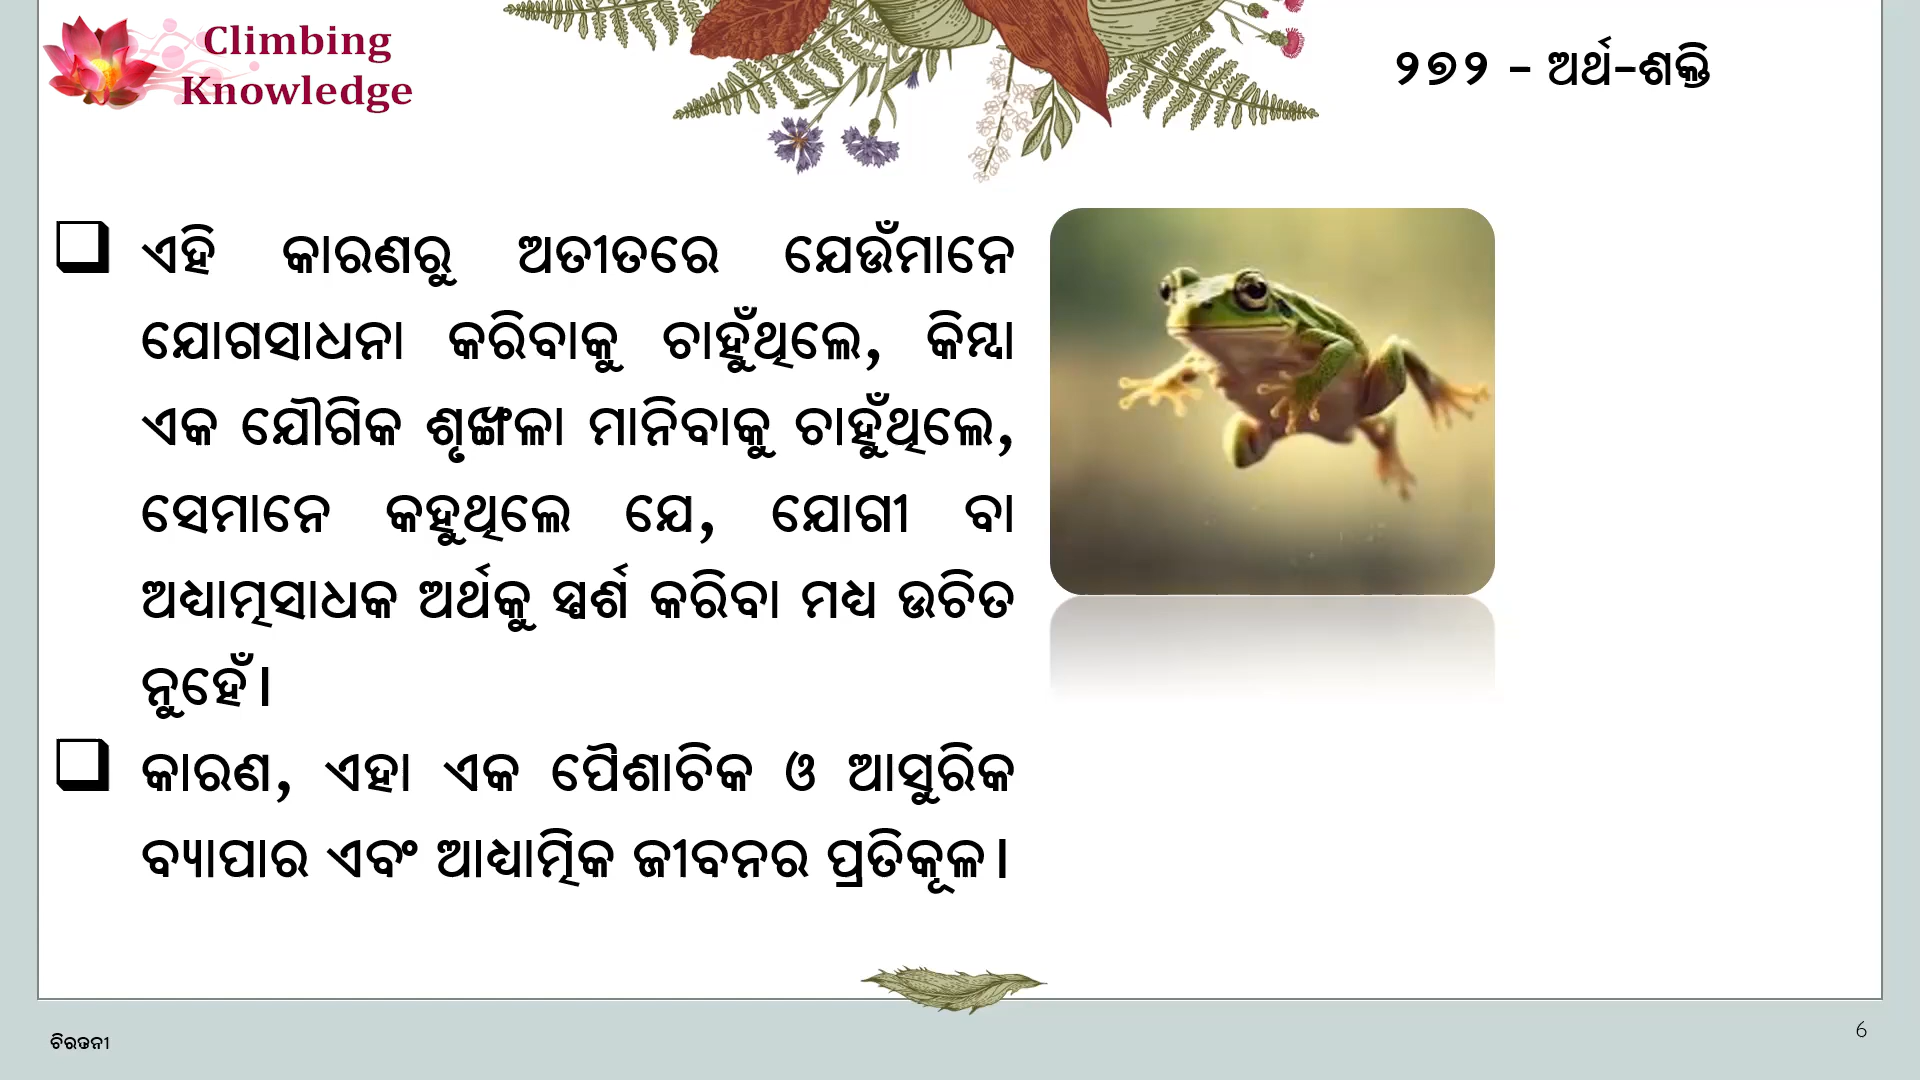 Climbing
Knowledge
୨୭୨ – ଅର୍ଥ-ଶକ୍ତି
ଏହି କାରଣରୁ ଅତୀତରେ ଯେଉଁମାନେ
ଯୋଗସାଧନା କରିବାକୁ ଚାହୁଁଥିଲେ, କିମ୍ବା
ଏକ ଯୌଗିକ ଶୃଙ୍ଖଳା ମାନିବାକୁ ଚାହୁଁଥିଲେ,
ସେମାନେ କହୁଥିଲେ ଯେ, ଯୋଗୀ ବା
ଅଧ୍ୟାତ୍ମସାଧକ ଅର୍ଥକୁ ସ୍ପର୍ଶ କରିବା ମଧ୍ୟ ଉଚିତ
ନୁହେଁ।
କାରଣ, ଏହା ଏକ ପୈଶାଚିକ ଓ ଆସୁରିକ
ବ୍ୟାପାର ଏବଂ ଆଧ୍ୟାତ୍ମିକ ଜୀବନର ପ୍ରତିକୂଳ।
ଚିରନ୍ତନୀ
6